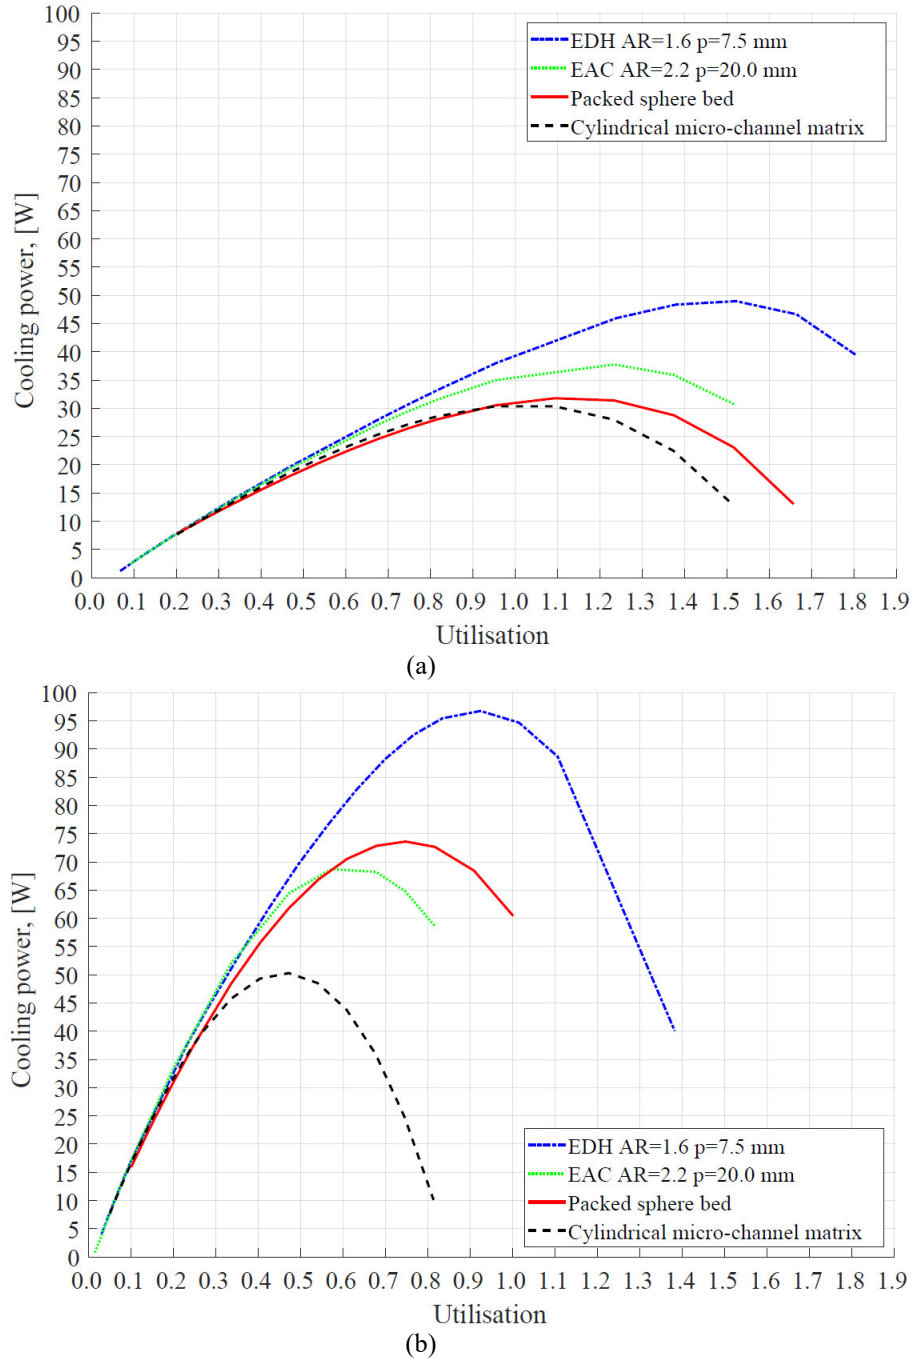 (a)
100
95
90
85
80
75
70
65
60
55
50
45
40
35
30
25
20
15
10
5
0
Cooling power, [W]
EDH AR=1.6 p=7.5 mm
EAC AR=2.2 p=20.0 mm
Packed sphere bed
Cylindrical micro-channel matrix
0.0 0.1 0.2 0.3 0.4 0.5 0.6 0.7 0.8 0.9 1.0 1.1 1.2 1.3 1.4 1.5 1.6 1.7 1.8 1.9
Utilisation
(a)
100
95
90
85
80
75
70
65
60
55
50
45
40
35
30
25
20
15
10
5
0
Cooling power, [W]
EDH AR=1.6 p=7.5 mm
EAC AR=2.2 p=20.0 mm
Packed sphere bed
Cylindrical micro-channel matrix
0.0 0.1 0.2 0.3 0.4 0.5 0.6 0.7 0.8 0.9 1.0 1.1 1.2 1.3 1.4 1.5 1.6 1.7 1.8 1.9
Utilisation
(b)